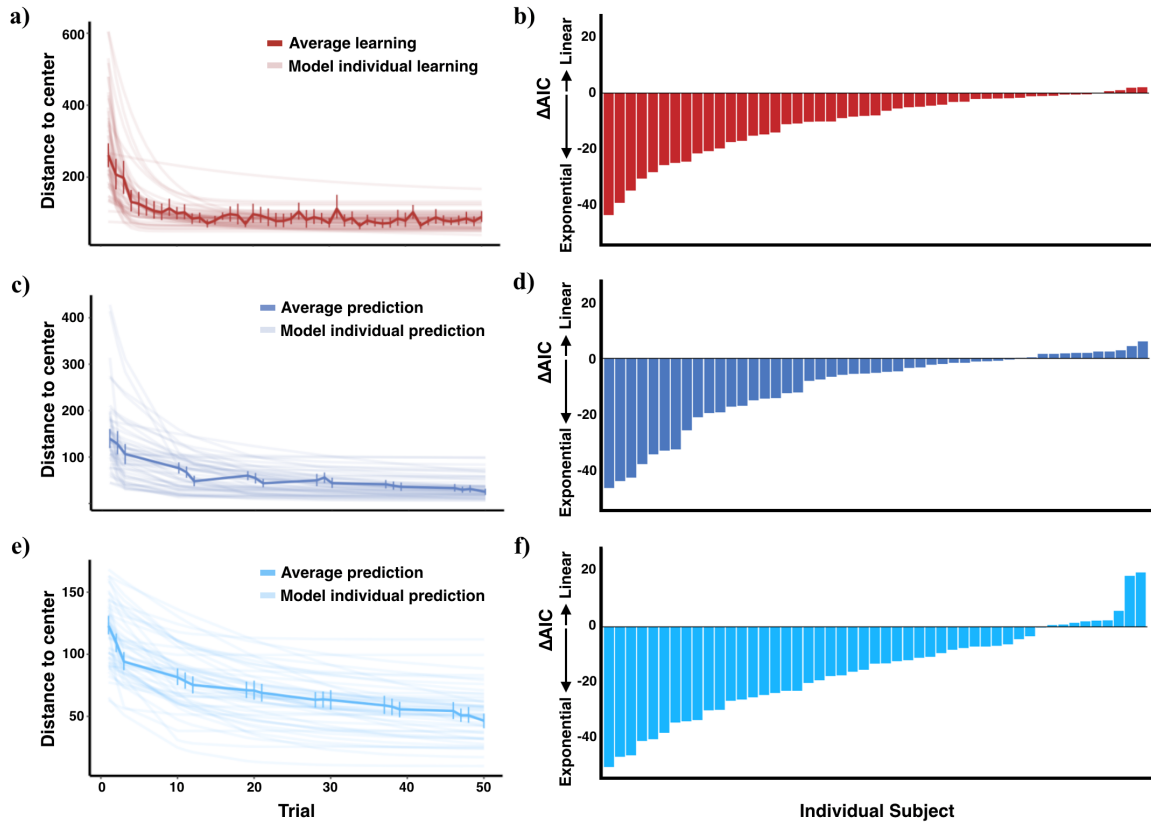 a)
Distance to center
600
400
200
Average learning
Model individual learning
b)
ΔAIC
Exponential
Linear
20
0
-20
-40
c)
Distance to center
400
300
200
100
Average prediction
Model individual prediction
d)
ΔAIC
Exponential
Linear
20
0
-20
-40
e)
Distance to center
150
100
50
Average prediction
Model individual prediction
0 10 20 30 40 50
Trial
f)
ΔAIC
Exponential
Linear
20
0
-20
-40
Individual Subject